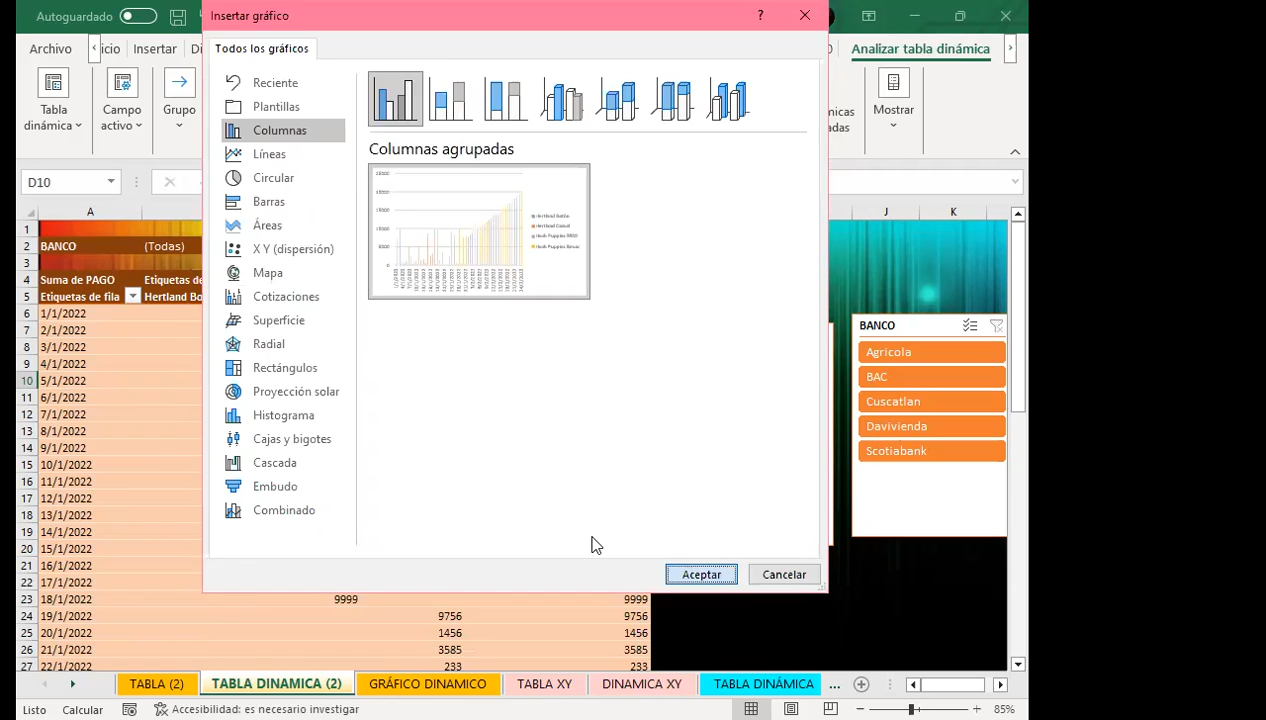 Autoguardado
Insertar gráfico
?
Archivo
icio
Insertar
Analizar tabla dinámica
Todos los gráficos
Tabla
dinámica
Campo
activo
Grupo
Mostrar
Reciente
Plantillas
Columnas
Líneas
Circular
Barras
Áreas
X Y (dispersión)
Mapa
Cotizaciones
Superficie
Radial
Rectángulos
Proyección solar
Histograma
Cajas y bigotes
Cascada
Embudo
Combinado
Columnas agrupadas
Aceptar
Cancelar
D10
A
J
K
1
2 BANCO (Todas)
3
4 Suma de PAGO Etiquetas de
5 Etiquetas de fila Hertland Bo
6 1/1/2022
7 2/1/2022
8 3/1/2022
9 4/1/2022
10 5/1/2022
11 6/1/2022
12 7/1/2022
13 8/1/2022
14 9/1/2022
15 10/1/2022
16 11/1/2022
17 12/1/2022
18 13/1/2022
19 14/1/2022
20 15/1/2022
21 16/1/2022
22 17/1/2022
23 18/1/2022 9999 9999
24 19/1/2022 9756 9756
25 20/1/2022 1456 1456
26 21/1/2022 3585 3585
27 22/1/2022 233 233
BANCO
Agricola
BAC
Cuscatlan
Davivienda
Scotiabank
TABLA (2)
TABLA DINAMICA (2)
GRÁFICO DINAMICO
TABLA XY
DINAMICA XY
TABLA DINÁMICA
...
Listo
Calcular
Accesibilidad: es necesario investigar
85%